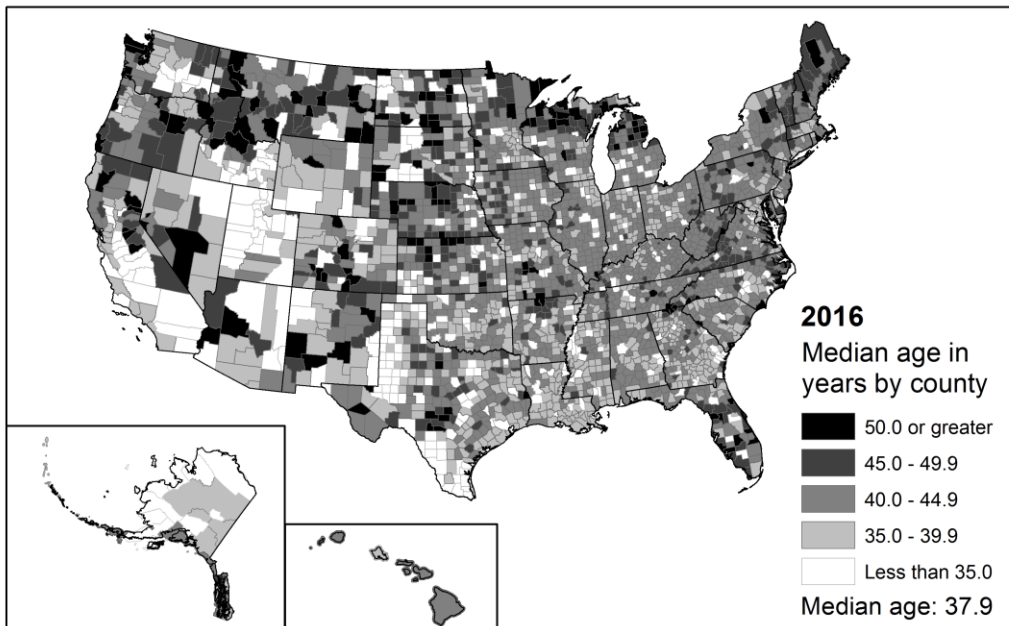 2016
Median age in
years by county
50.0 or greater
45.0 - 49.9
40.0 - 44.9
35.0 - 39.9
Less than 35.0
Median age: 37.9